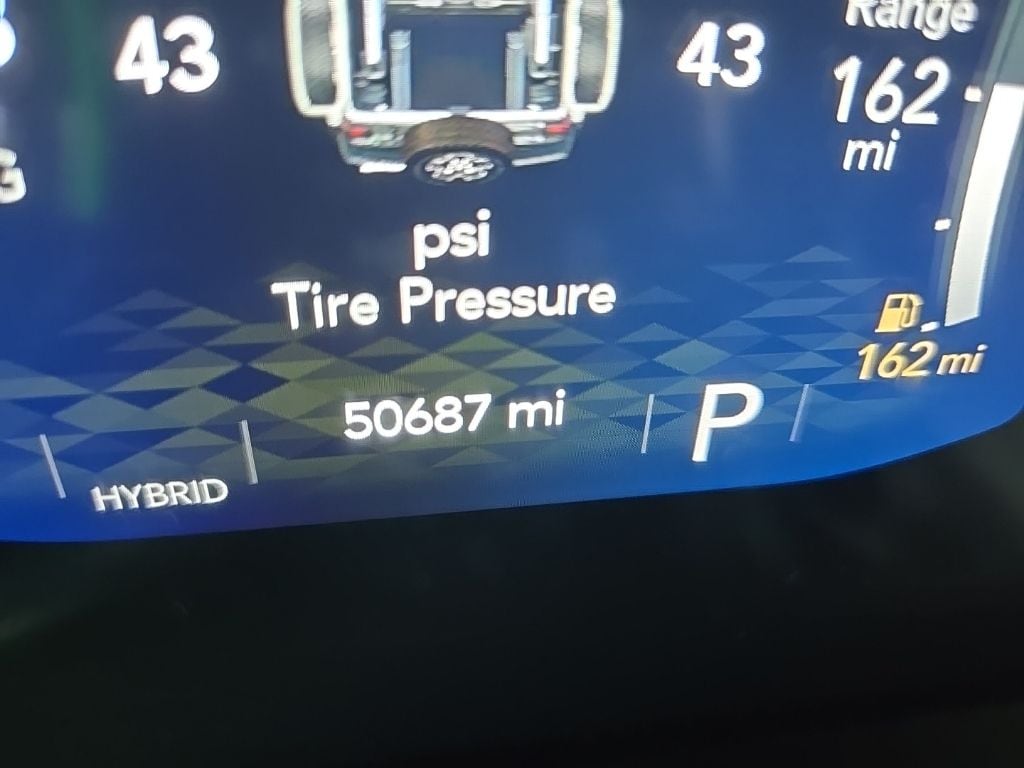 Range
43
43
162
mi
psi
Tire Pressure
162 mi
50687 mi
P
HYBRID